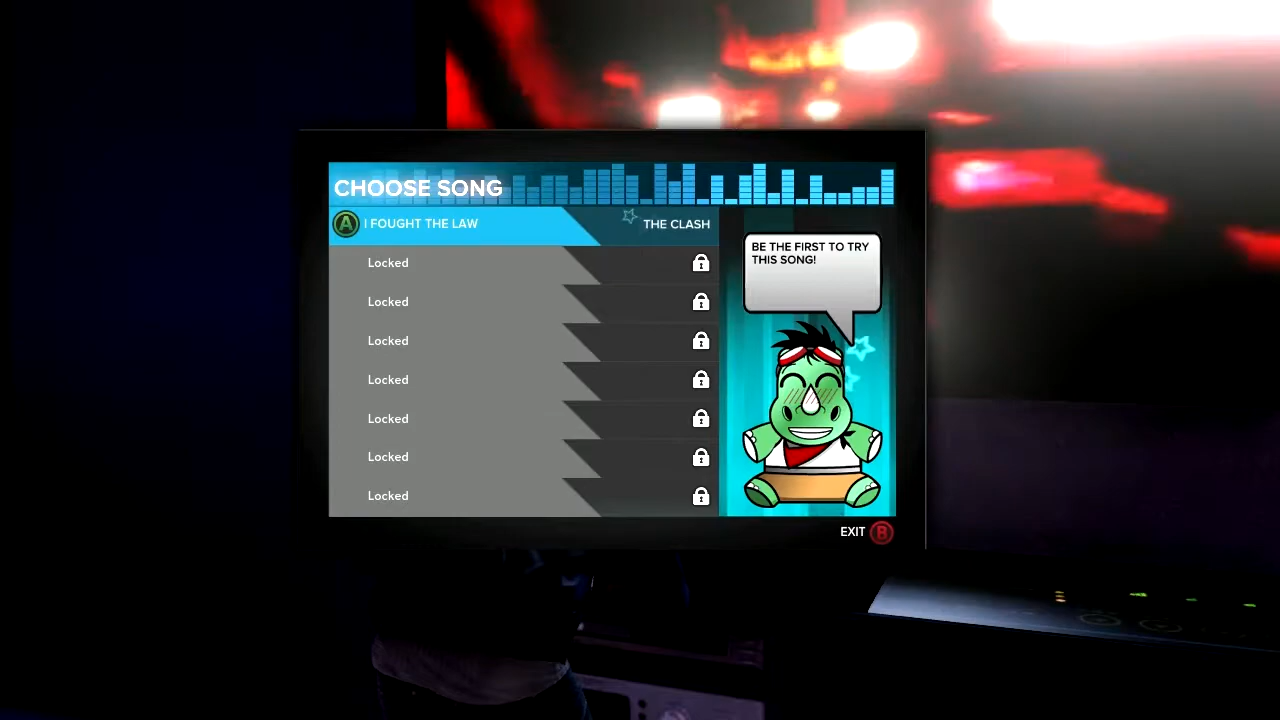 CHOOSE SONG
A I FOUGHT THE LAW THE CLASH
Locked
Locked
Locked
Locked
Locked
Locked
Locked
BE THE FIRST TO TRY
THIS SONG!
EXIT B